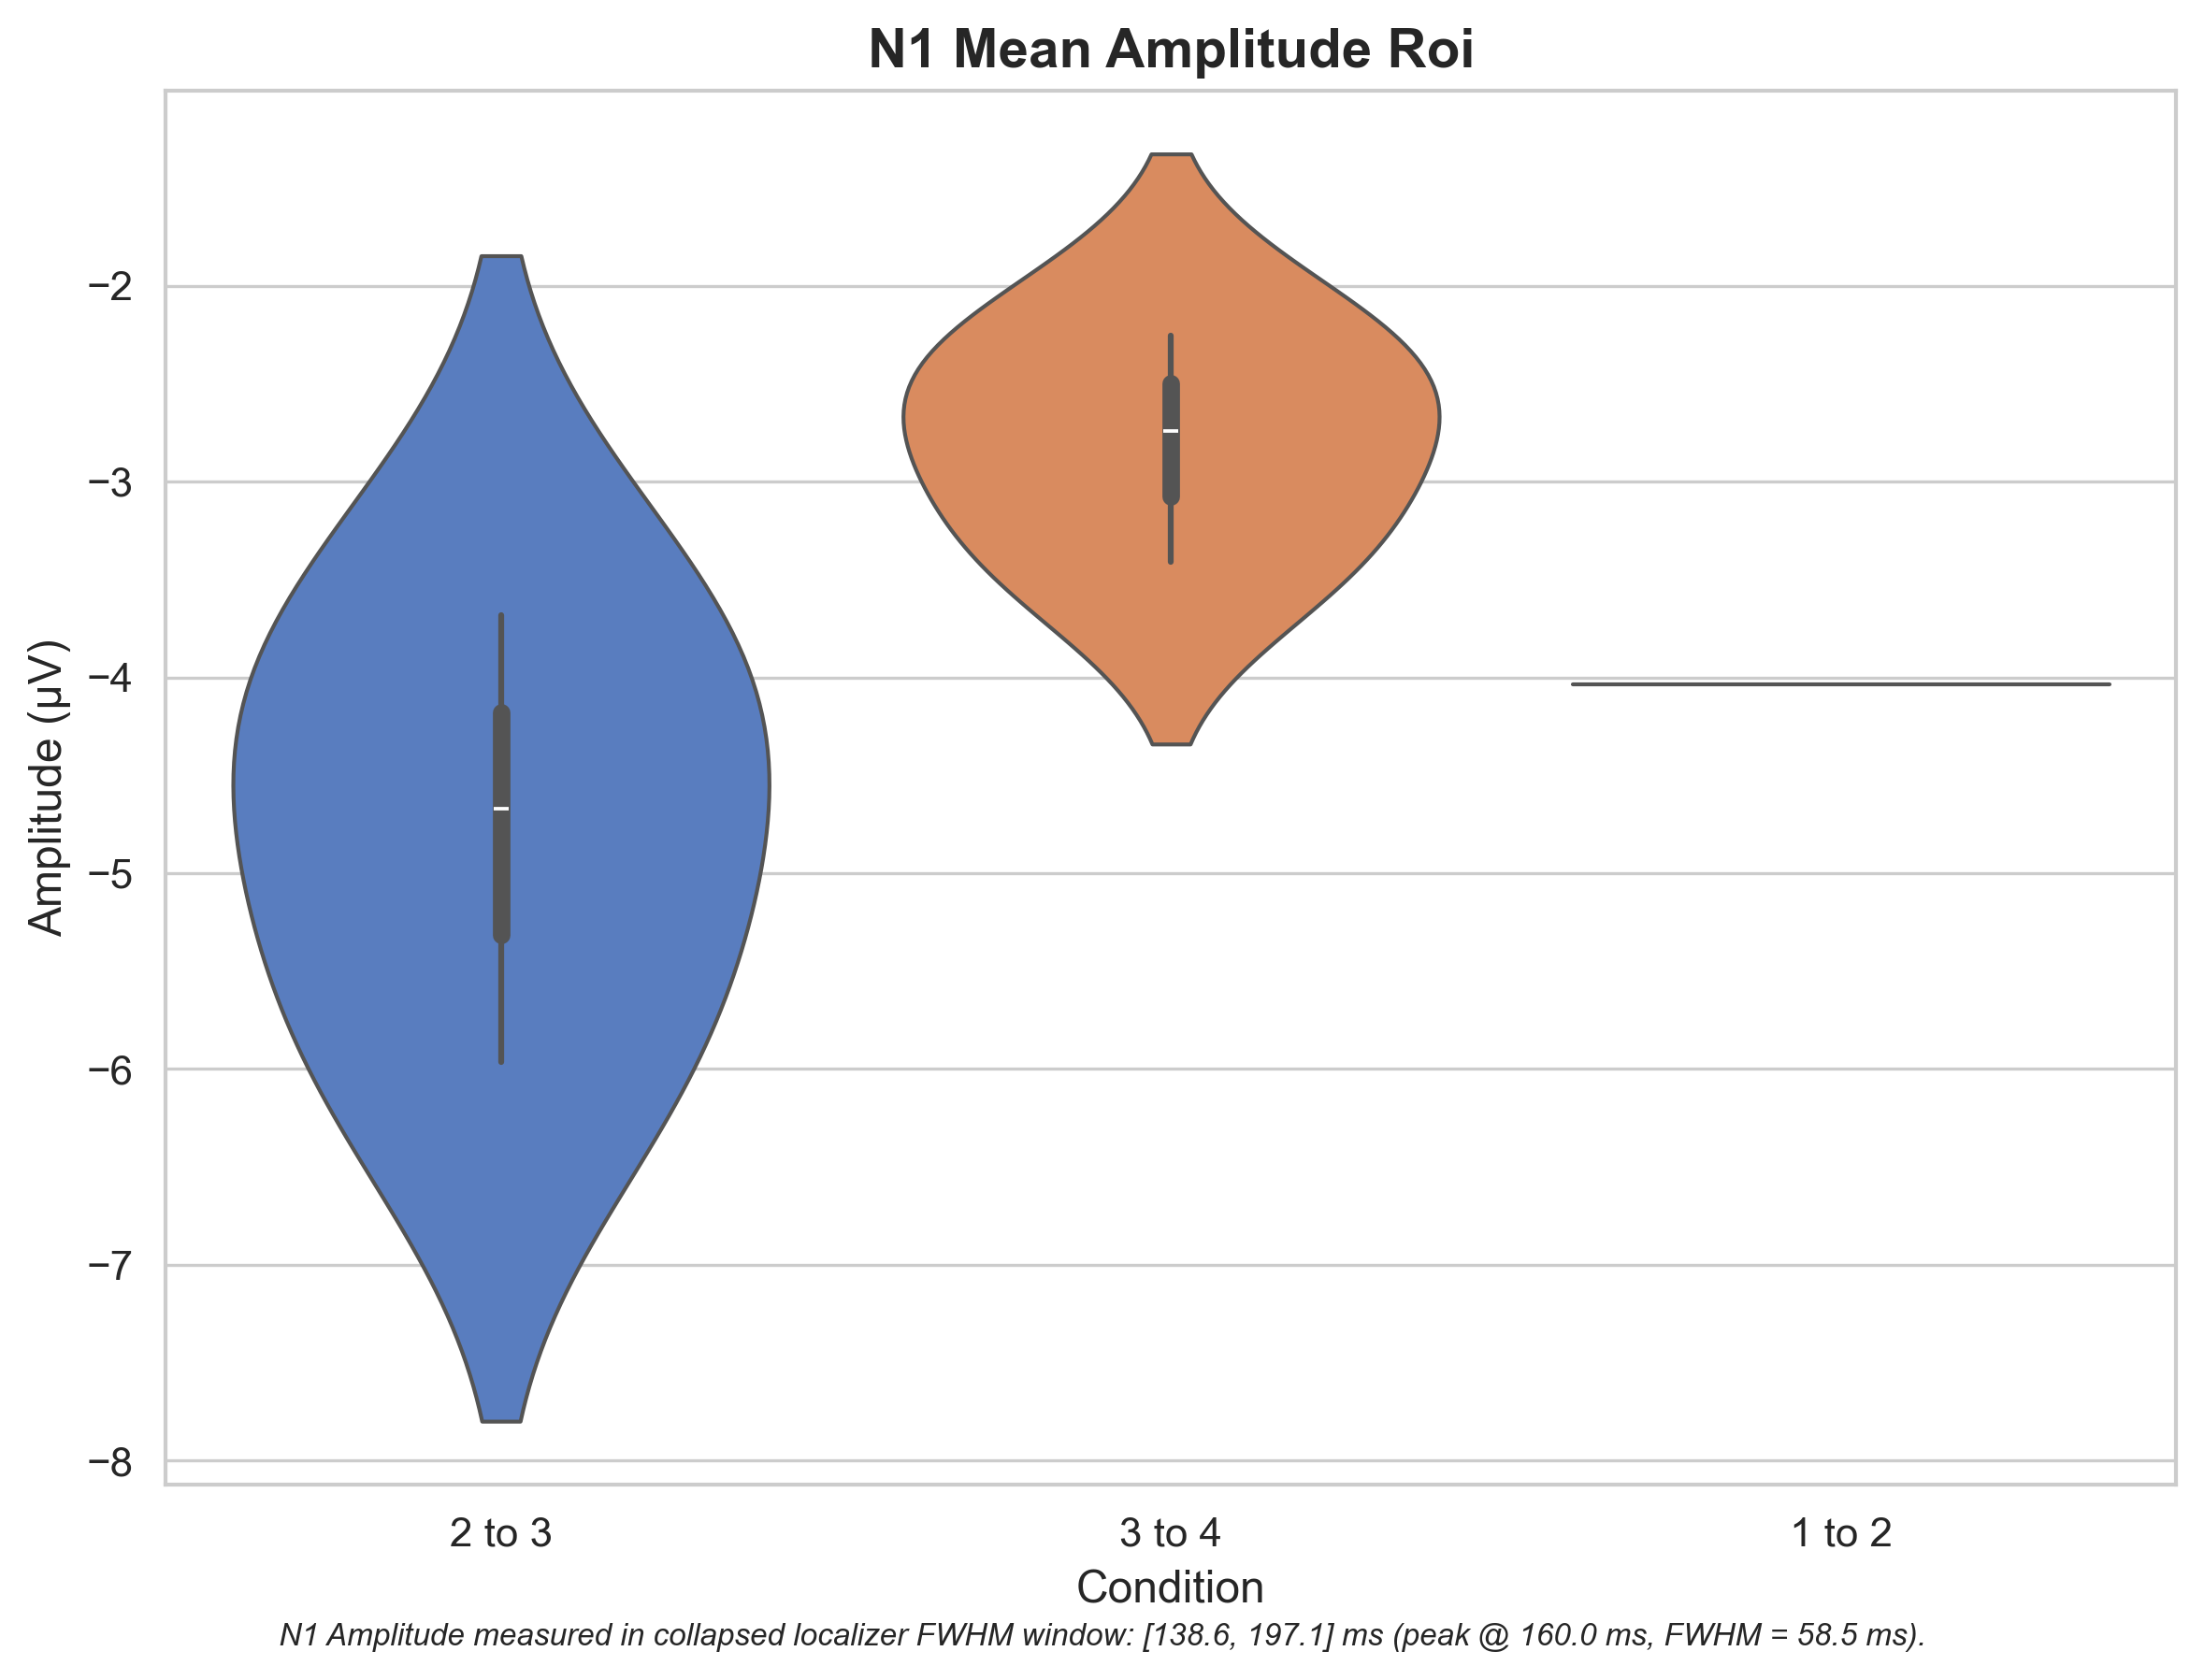 N1 Mean Amplitude Roi
Amplitude (µV)
−2
−3
−4
−5
−6
−7
−8
2 to 3
3 to 4
1 to 2
Condition
N1 Amplitude measured in collapsed localizer FWHM window: [138.6, 197.1] ms (peak @ 160.0 ms, FWHM = 58.5 ms).